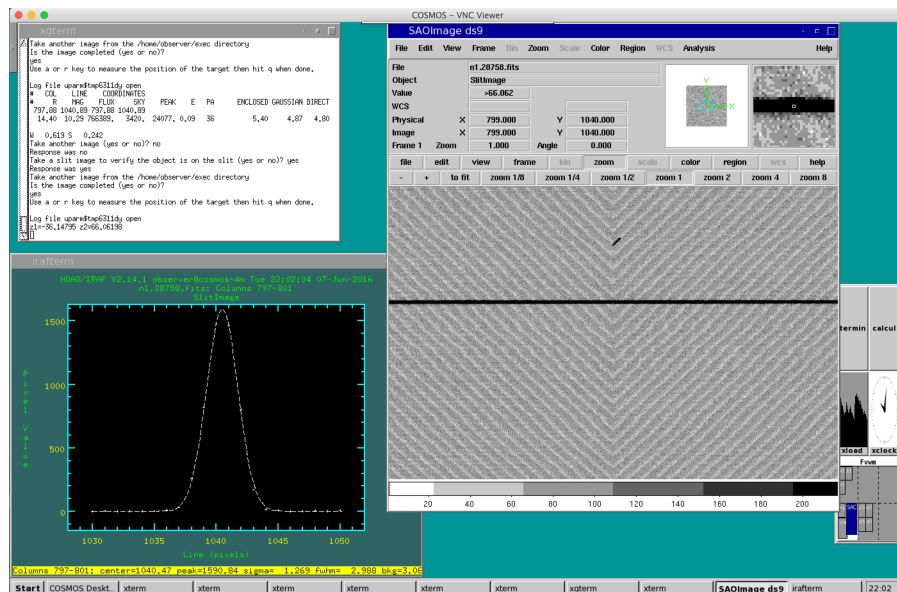 COSMOS - VNC Viewer
xgterm
Take another image from the /home/observer/exec directory
Is the image completed (yes or no)?
yes
Use a or r key to measure the position of the target then hit q when done.
Log file uparm$tmp6311dy open
# COL LINE COORDINATES
# R MAG FLUX SKY PEAK E PA ENCLOSED GAUSSIAN DIRECT
797.88 1040.89 797.88 1040.89
14.40 10.29 766389. 3420. 24077. 0.09 36 5.40 4.87 4.80
W 0.619 S 0.242
Take another image (yes or no)? no
Response was no
Take a slit image to verify the object is on the slit (yes or no)? yes
Response was yes
Take another image from the /home/observer/exec directory
Is the image completed (yes or no)?
yes
Use a or r key to measure the position of the target then hit q when done.
Log file uparm$tmp6311dy open
z1=-36.14795 z2=66.06198
irafterm
NOAO/IRAF V2.14.1 observer@cosmos-4m Tue 22:02:04 07-Jun-2016
n1.28758.fits: Columns 797-801
SlitImage
Pixel Value
1500
1000
500
0
1030 1035 1040 1045 1050
Line (pixels)
Columns 797-801: center=1040.47 peak=1590.84 sigma= 1.269 fwhm= 2.988 bkg=3.08
SAOImage ds9
File Edit View Frame Bin Zoom Scale Color Region WCS Analysis Help
File n1.28758.fits
Object SlitImage
Value >66.062
WCS
Physical X 799.000 Y 1040.000
Image X 799.000 Y 1040.000
Frame 1 Zoom 1.000 Angle 0.000
Y
X
file edit view frame bin zoom scale color region wcs help
- + to fit zoom 1/8 zoom 1/4 zoom 1/2 zoom 1 zoom 2 zoom 4 zoom 8
20 40 60 80 100 120 140 160 180 200
termin calcul
xload xclock
Fvwm
SAC
Start COSMOS Deskt.. xterm xterm xterm xterm xterm xterm xgterm xterm SAOImage ds9 irafterm 22:02